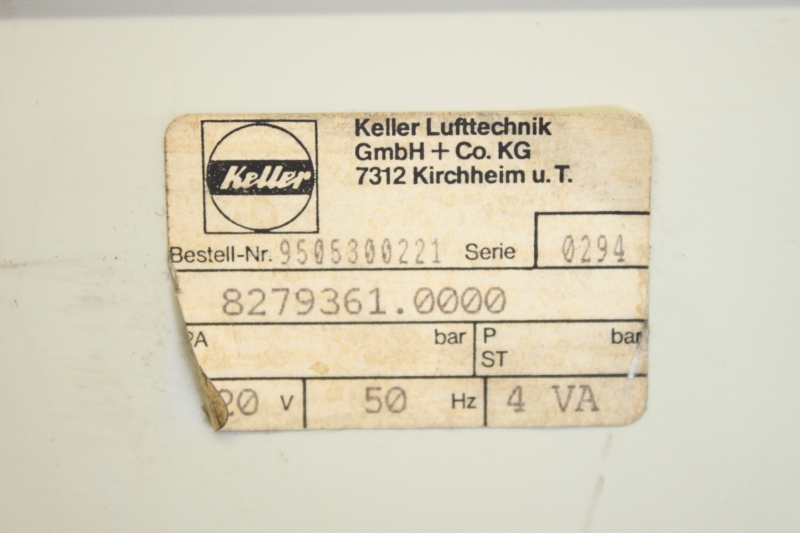 Keller
Keller Lufttechnik
GmbH + Co. KG
7312 Kirchheim u. T.
Bestell-Nr. 9505300221 Serie 0294
8279361.0000
bar P bar
ST
20 V 50 Hz 4 VA